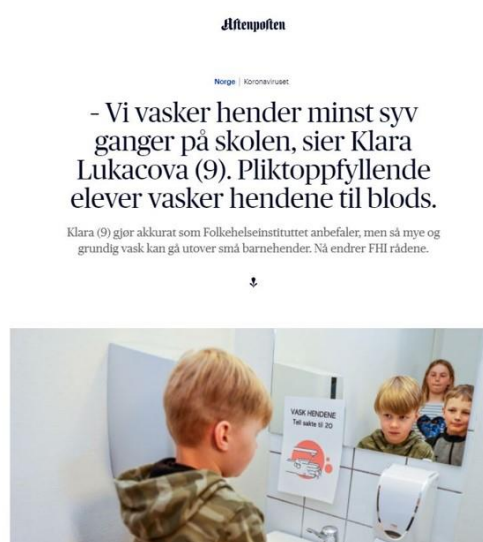 Aftenposten
Norge | Koronaviruset
- Vi vasker hender minst syv
ganger på skolen, sier Klara
Lukacova (9). Pliktoppfyllende
elever vasker hendene til blods.
Klara (9) gjør akkurat som Folkehelseinstituttet anbefaler, men så mye og
grundig vask kan gå utover små barnehender. Nå endrer FHI rådene.
VASK HENDENE
Tell sakte til 20